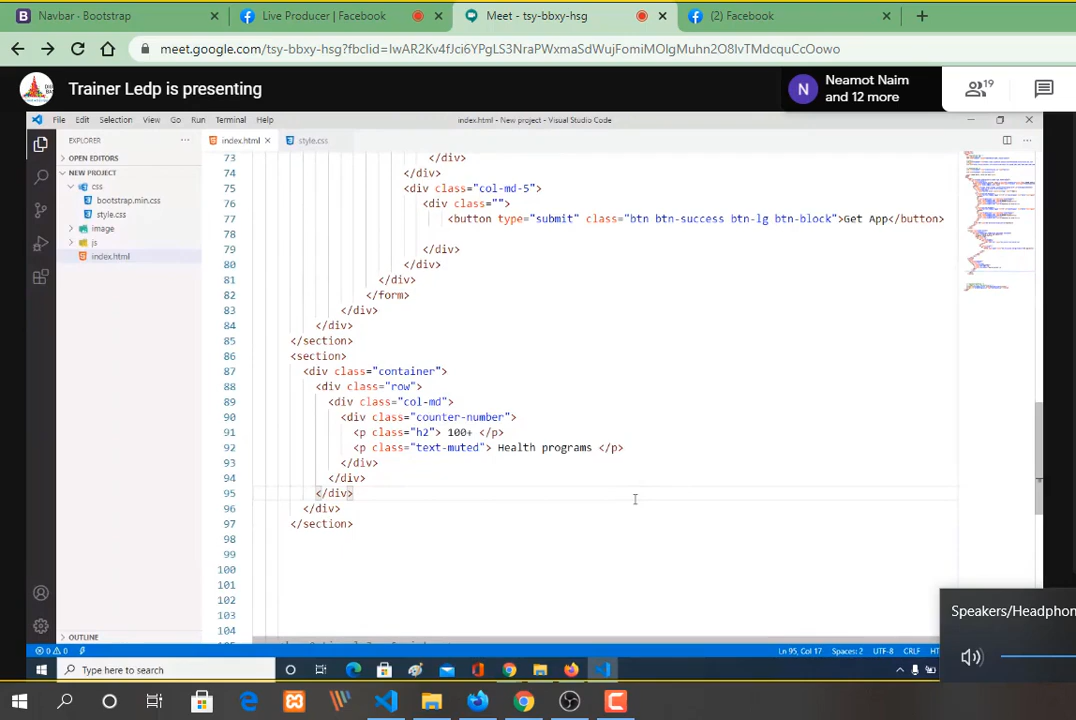 Navbar - Bootstrap
Live Producer | Facebook
Meet - tsy-bbxy-hsg
(2) Facebook
meet.google.com/tsy-bbxy-hsg?fbclid=IwAR2Kv4fJci6YPgLS3NraPWxmaSdWujFomiMOlgMuhn2O8IvTMdcquCcOowo
Trainer Ledp is presenting
N
Neamot Naim
and 12 more
19
File Edit Selection View Go Run Terminal Help
index.html - New project - Visual Studio Code
EXPLORER
index.html
style.css
OPEN EDITORS
NEW PROJECT
css
bootstrap.min.css
style.css
image
js
index.html
OUTLINE
73 </div>
74 </div>
75 <div class="col-md-5">
76 <div class="">
77 <button type="submit" class="btn btn-success btn-lg btn-block">Get App</button>
78
79 </div>
80 </div>
81 </div>
82 </form>
83 </div>
84 </div>
85 </section>
86 <section>
87 <div class="container">
88 <div class="row">
89 <div class="col-md">
90 <div class="counter-number">
91 <p class="h2"> 100+ </p>
92 <p class="text-muted"> Health programs </p>
93 </div>
94 </div>
95 </div>
96 </div>
97 </section>
98
99
100
101
102
103
104
Speakers/Headphon
0 0
Ln 95, Col 17 Spaces: 2 UTF-8 CRLF HT
Type here to search